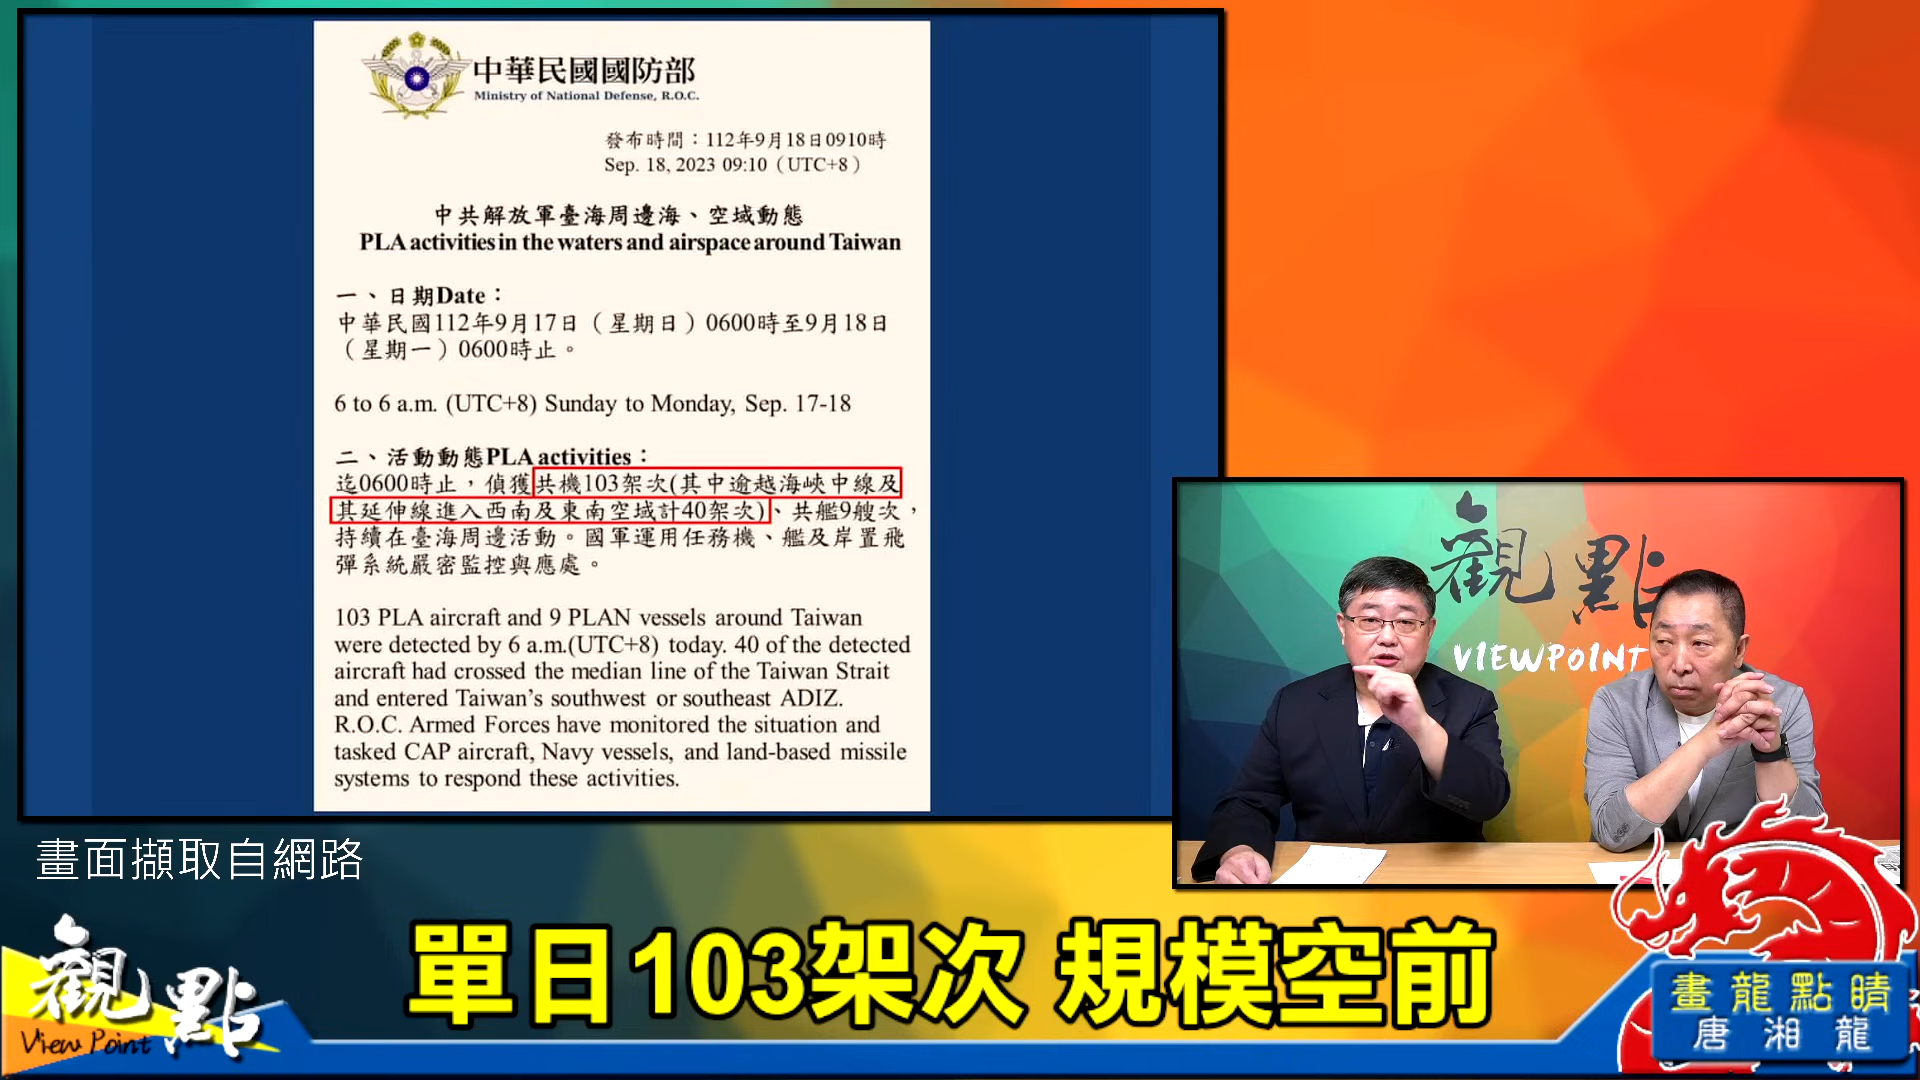 中華民國國防部
Ministry of National Defense, R.O.C.
發布時間：112年9月18日0910時
Sep. 18, 2023 09:10（UTC+8）
中共解放軍臺海周邊海、空域動態
PLA activities in the waters and airspace around Taiwan
一、日期Date：
中華民國112年9月17日（星期日）0600時至9月18日
（星期一）0600時止。
6 to 6 a.m. (UTC+8) Sunday to Monday, Sep. 17-18
二、活動動態PLA activities：
迄0600時止，偵獲共機103架次(其中逾越海峽中線及
其延伸線進入西南及東南空域計40架次)、共艦9艘次，
持續在臺海周邊活動。國軍運用任務機、艦及岸置飛
彈系統嚴密監控與應處。
103 PLA aircraft and 9 PLAN vessels around Taiwan
were detected by 6 a.m.(UTC+8) today. 40 of the detected
aircraft had crossed the median line of the Taiwan Strait
and entered Taiwan's southwest or southeast ADIZ.
R.O.C. Armed Forces have monitored the situation and
tasked CAP aircraft, Navy vessels, and land-based missile
systems to respond these activities.
觀點
VIEWPOINT
畫面擷取自網路
單日103架次 規模空前
觀點
View Point
畫龍點睛
唐湘龍